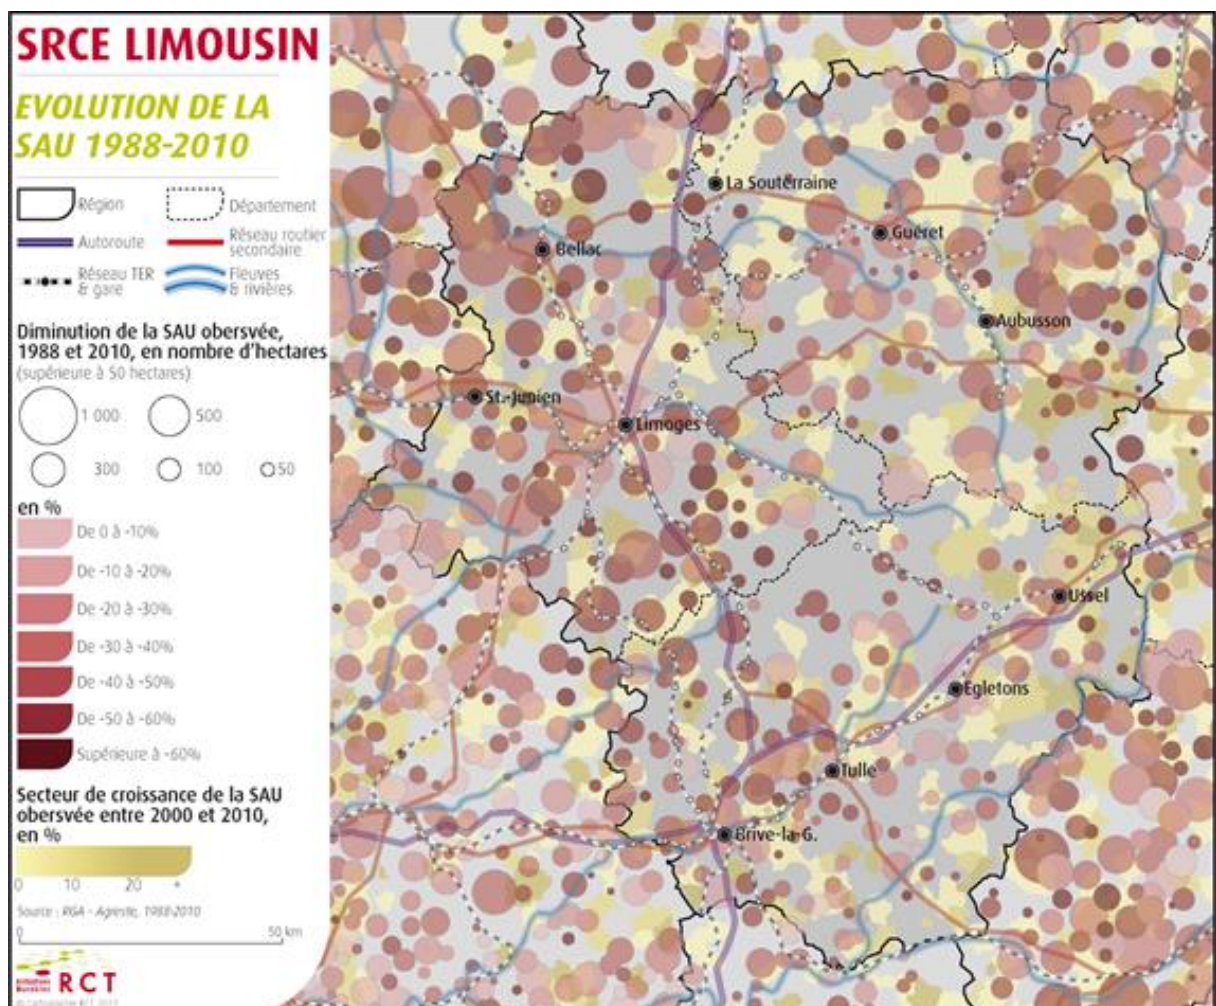 SRCE LIMOUSIN
EVOLUTION DE LA
SAU 1988-2010
Région
Département
Autoroute
Réseau routier
secondaire
Réseau TER
& gare
Fleuves
& rivières
Diminution de la SAU obersvée,
1988 et 2010, en nombre d'hectares
(supérieure à 50 hectares)
1 000
500
300
100
50
en %
De 0 à -10%
De -10 à -20%
De -20 à -30%
De -30 à -40%
De -40 à -50%
De -50 à -60%
Supérieure à -60%
Secteur de croissance de la SAU
obersvée entre 2000 et 2010,
en %
0 10 20 +
Source : RGA - Agreste, 1988-2010
0 50 km
RCT
La Souterraine
Guéret
Bellac
Aubusson
St.-Junien
Limoges
Ussel
Egletons
Tulle
Brive-la-G.